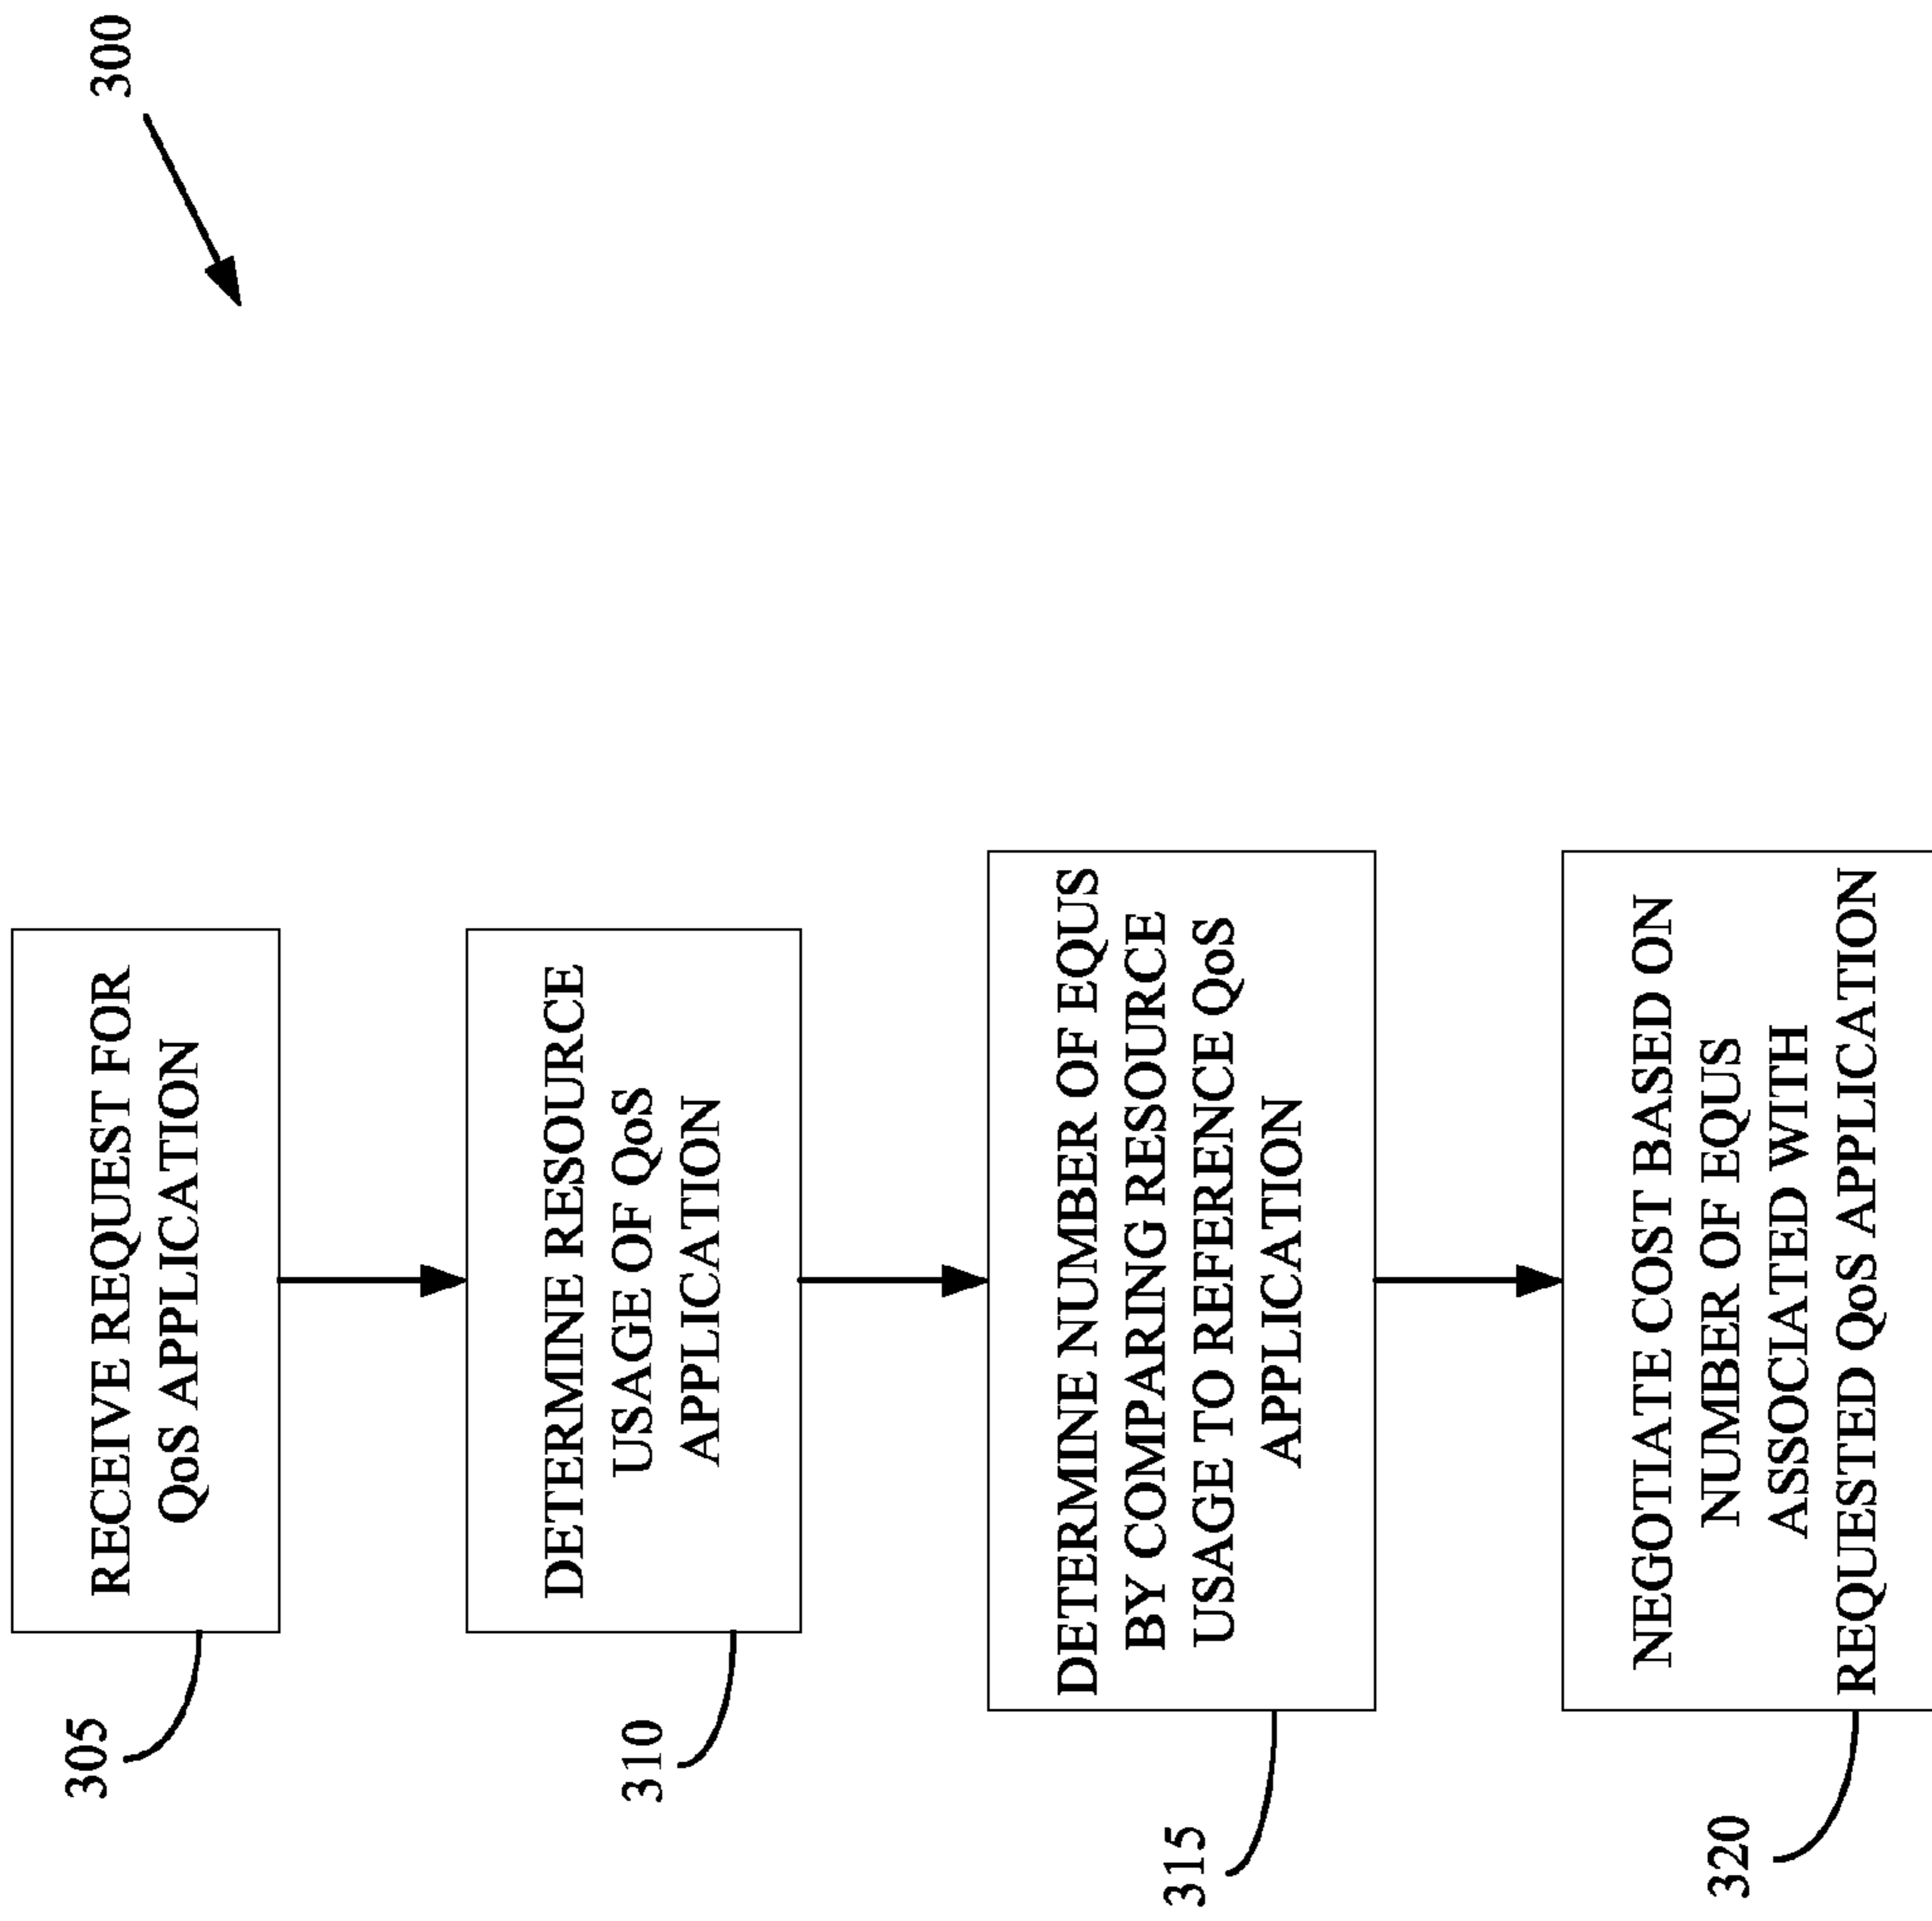 300
305
RECEIVE REQUEST FOR
QoS APPLICATION
310
DETERMINE RESOURCE
USAGE OF QoS
APPLICATION
315
DETERMINE NUMBER OF EQUS
BY COMPARING RESOURCE
USAGE TO REFERENCE QoS
APPLICATION
320
NEGOTIATE COST BASED ON
NUMBER OF EQUS
ASSOCIATED WITH
REQUESTED QoS APPLICATION